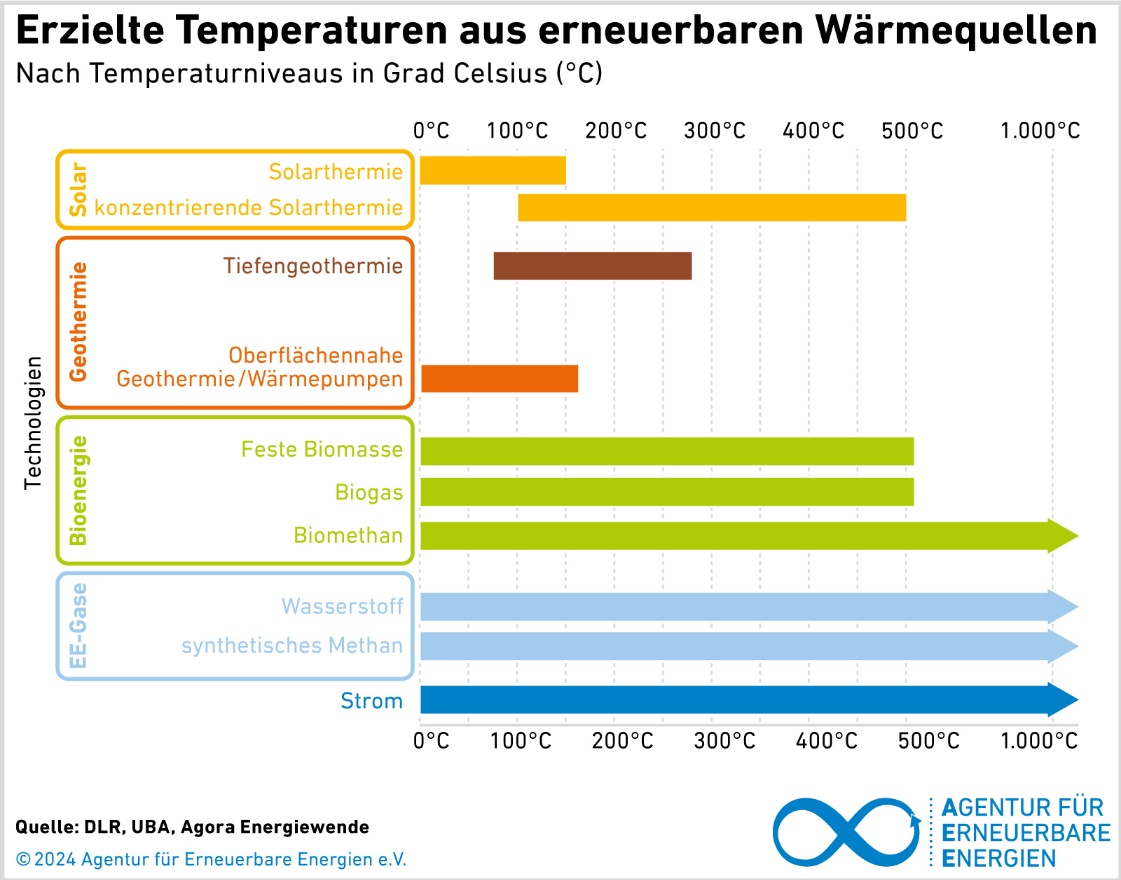 Erzielte Temperaturen aus erneuerbaren Wärmequellen
Nach Temperaturniveaus in Grad Celsius (°C)
0°C 100°C 200°C 300°C 400°C 500°C 1.000°C
Technologien
Solar
Solarthermie
konzentrierende Solarthermie
Geothermie
Tiefengeothermie
Oberflächennahe
Geothermie/Wärmepumpen
Bioenergie
Feste Biomasse
Biogas
Biomethan
EE-Gase
Wasserstoff
synthetisches Methan
Strom
0°C 100°C 200°C 300°C 400°C 500°C 1.000°C
Quelle: DLR, UBA, Agora Energiewende
© 2024 Agentur für Erneuerbare Energien e.V.
AGENTUR FÜR
ERNEUERBARE
ENERGIEN